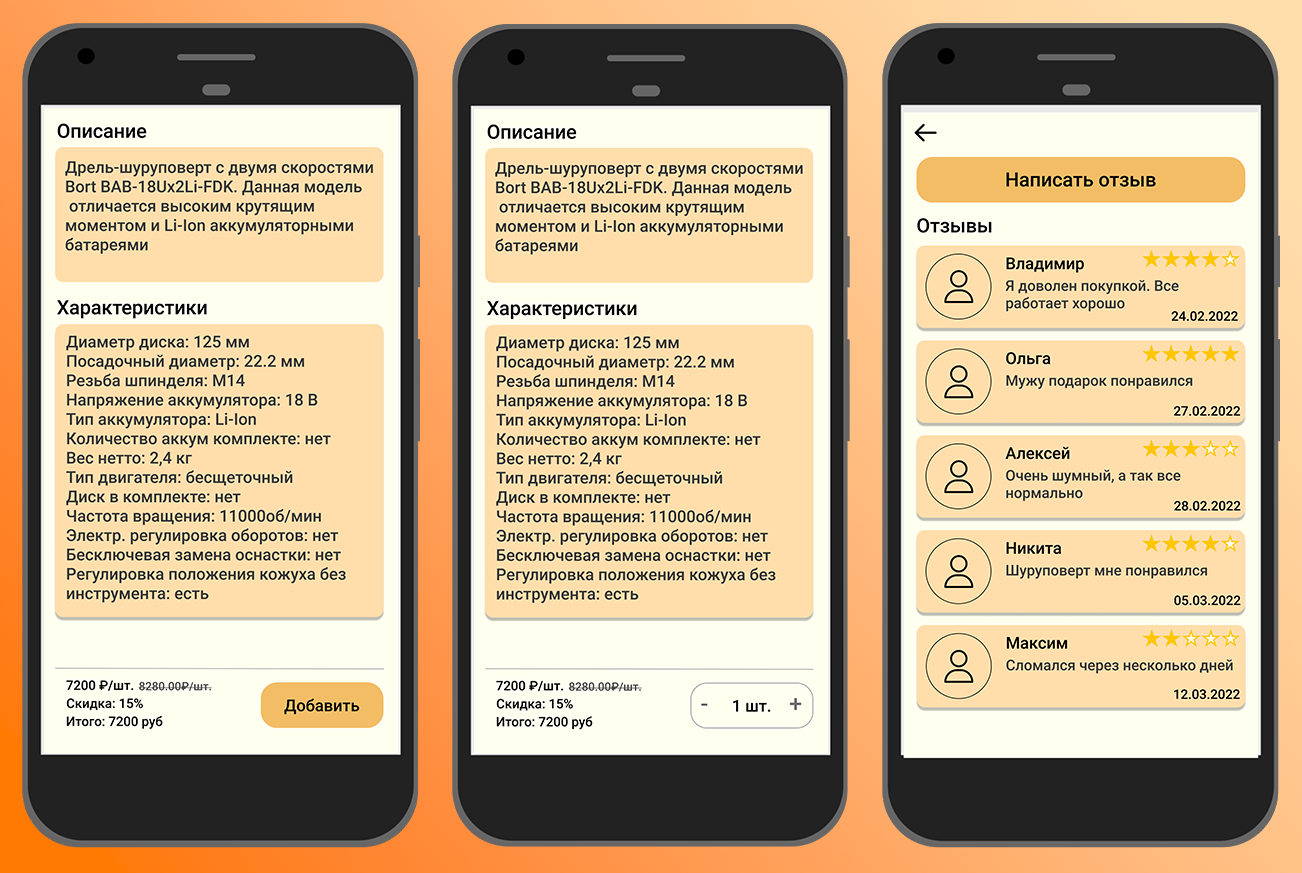 Описание
Дрель-шуруповерт с двумя скоростями
Bort BAB-18Ux2Li-FDK. Данная модель
отличается высоким крутящим
моментом и Li-Ion аккумуляторными
батареями
Характеристики
Диаметр диска: 125 мм
Посадочный диаметр: 22.2 мм
Резьба шпинделя: М14
Напряжение аккумулятора: 18 В
Тип аккумулятора: Li-Ion
Количество аккум комплекте: нет
Вес нетто: 2,4 кг
Тип двигателя: бесщеточный
Диск в комплекте: нет
Частота вращения: 11000об/мин
Электр. регулировка оборотов: нет
Бесключевая замена оснастки: нет
Регулировка положения кожуха без
инструмента: есть
7200 ₽/шт. 8280.00₽/шт.
Скидка: 15%
Итого: 7200 руб
Добавить
Описание
Дрель-шуруповерт с двумя скоростями
Bort BAB-18Ux2Li-FDK. Данная модель
отличается высоким крутящим
моментом и Li-Ion аккумуляторными
батареями
Характеристики
Диаметр диска: 125 мм
Посадочный диаметр: 22.2 мм
Резьба шпинделя: М14
Напряжение аккумулятора: 18 В
Тип аккумулятора: Li-Ion
Количество аккум комплекте: нет
Вес нетто: 2,4 кг
Тип двигателя: бесщеточный
Диск в комплекте: нет
Частота вращения: 11000об/мин
Электр. регулировка оборотов: нет
Бесключевая замена оснастки: нет
Регулировка положения кожуха без
инструмента: есть
7200 ₽/шт. 8280.00₽/шт.
Скидка: 15%
Итого: 7200 руб
- 1 шт. +
Написать отзыв
Отзывы
Владимир
Я доволен покупкой. Все
работает хорошо
24.02.2022
Ольга
Мужу подарок понравился
27.02.2022
Алексей
Очень шумный, а так все
нормально
28.02.2022
Никита
Шуруповерт мне понравился
05.03.2022
Максим
Сломался через несколько дней
12.03.2022